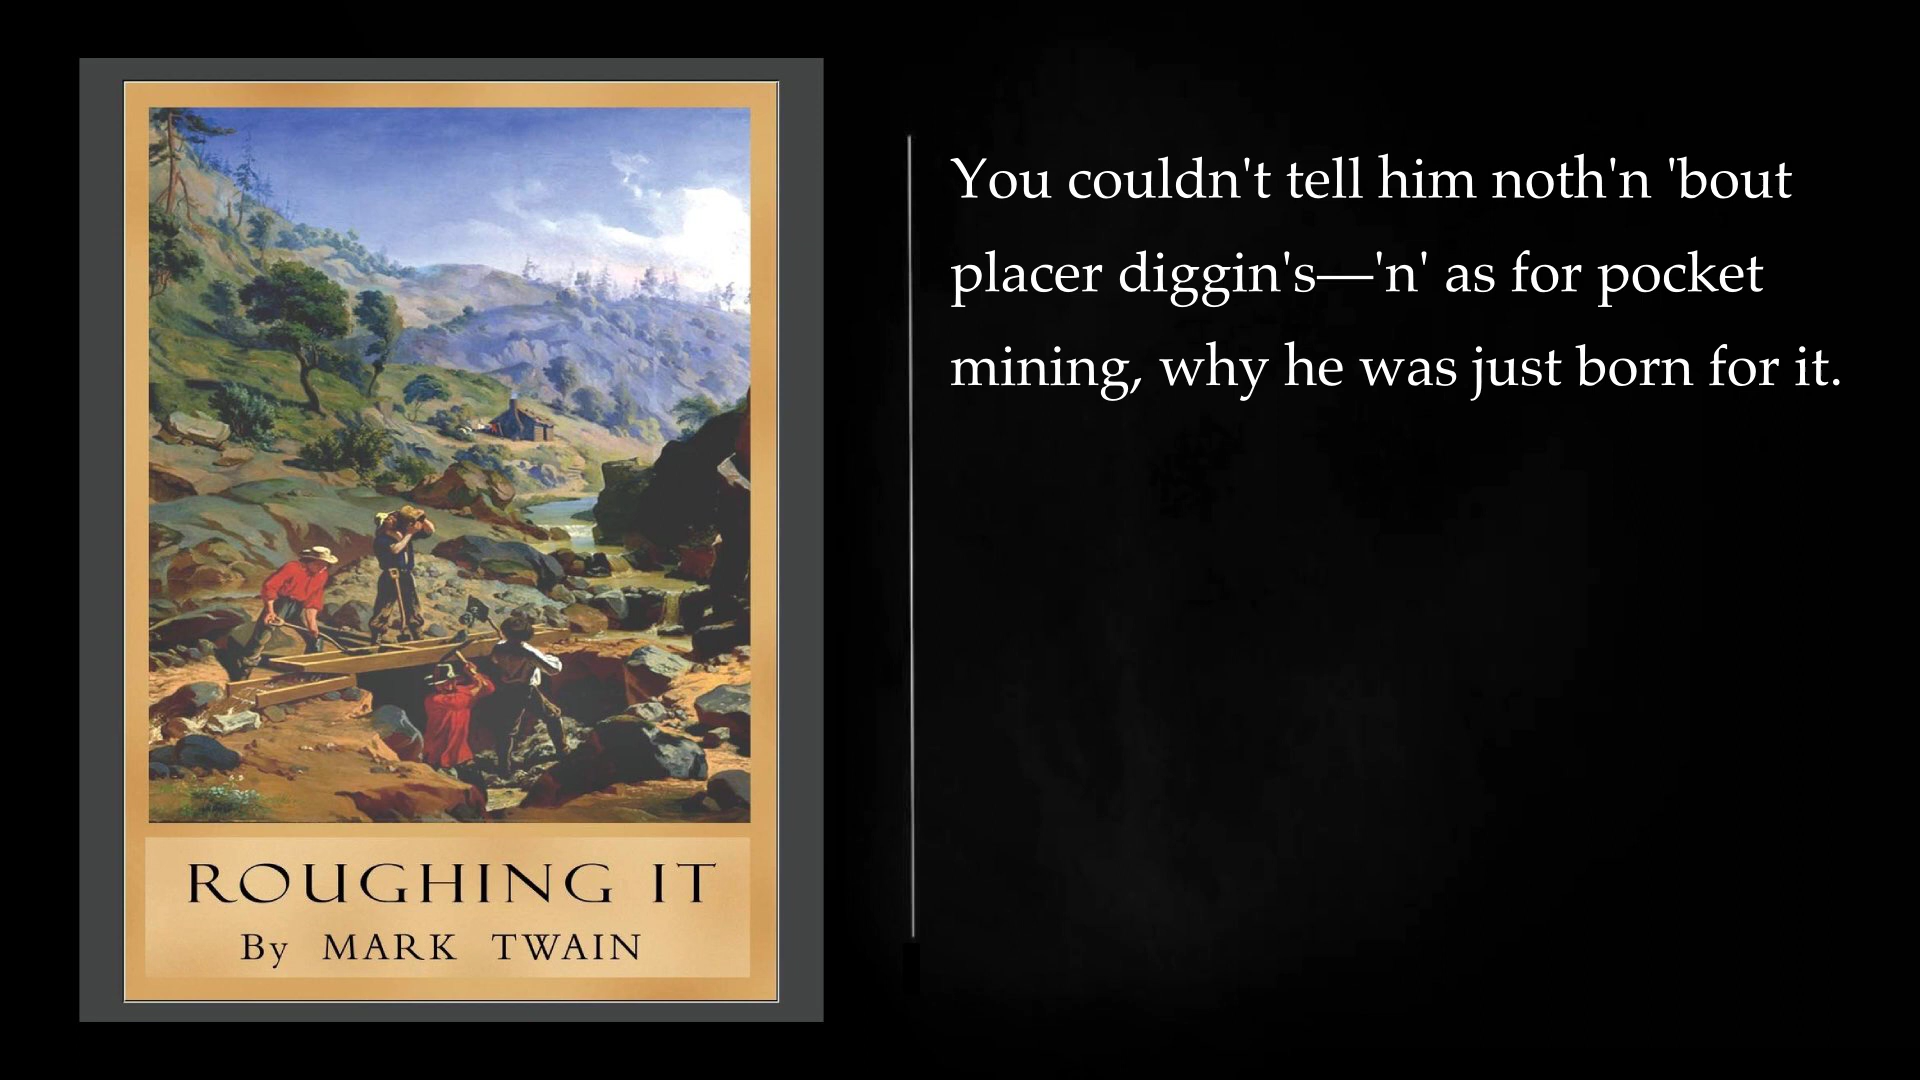 You couldn't tell him noth'n 'bout
placer diggin's—'n' as for pocket
mining, why he was just born for it.
ROUGHING IT
By MARK TWAIN